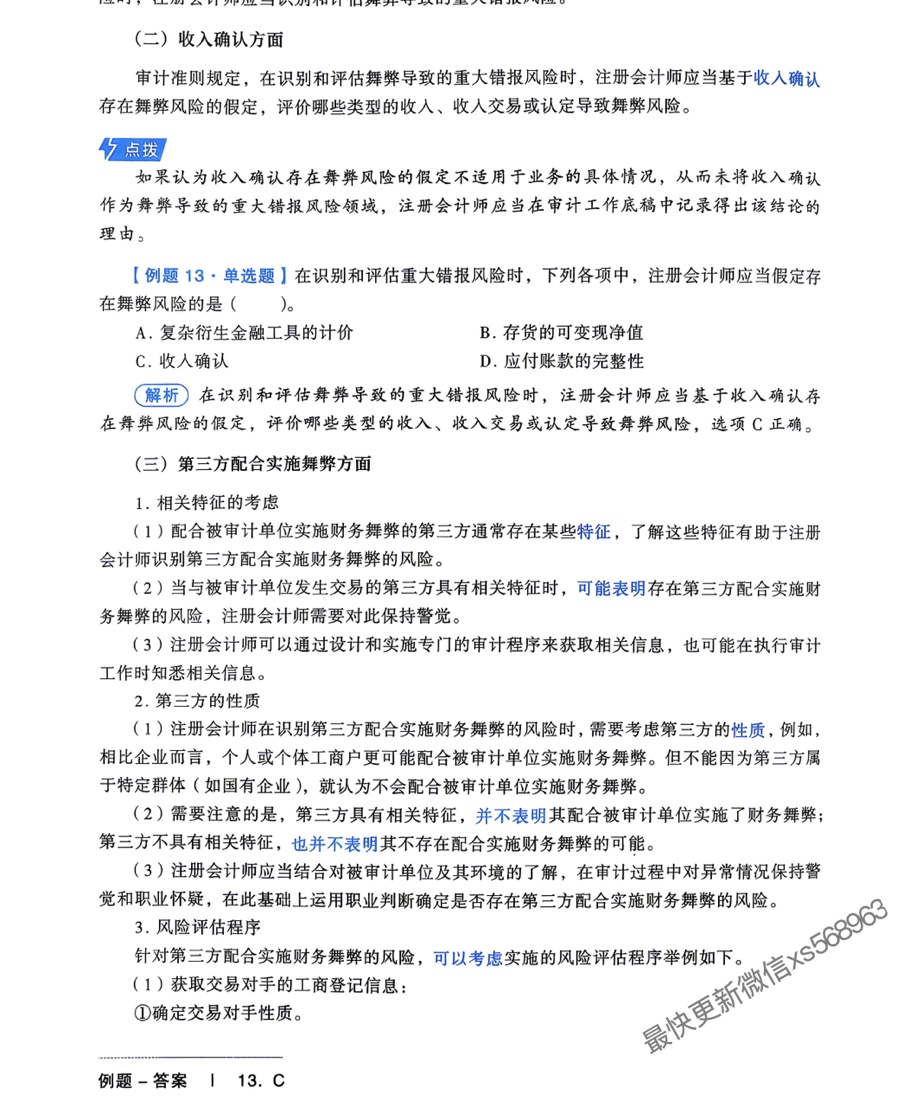 险时，注册会计师应当识别和评估舞弊导致的重大错报风险。
（二）收入确认方面
审计准则规定，在识别和评估舞弊导致的重大错报风险时，注册会计师应当基于收入确认
存在舞弊风险的假定，评价哪些类型的收入、收入交易或认定导致舞弊风险。
点拨
如果认为收入确认存在舞弊风险的假定不适用于业务的具体情况，从而未将收入确认
作为舞弊导致的重大错报风险领域，注册会计师应当在审计工作底稿中记录得出该结论的
理由。
【例题 13·单选题】在识别和评估重大错报风险时，下列各项中，注册会计师应当假定存
在舞弊风险的是（　　）。
A. 复杂衍生金融工具的计价　B. 存货的可变现净值
C. 收入确认　D. 应付账款的完整性
解析 在识别和评估舞弊导致的重大错报风险时，注册会计师应当基于收入确认存
在舞弊风险的假定，评价哪些类型的收入、收入交易或认定导致舞弊风险，选项 C 正确。
（三）第三方配合实施舞弊方面
1. 相关特征的考虑
（1）配合被审计单位实施财务舞弊的第三方通常存在某些特征，了解这些特征有助于注册
会计师识别第三方配合实施财务舞弊的风险。
（2）当与被审计单位发生交易的第三方具有相关特征时，可能表明存在第三方配合实施财
务舞弊的风险，注册会计师需要对此保持警觉。
（3）注册会计师可以通过设计和实施专门的审计程序来获取相关信息，也可能在执行审计
工作时知悉相关信息。
2. 第三方的性质
（1）注册会计师在识别第三方配合实施财务舞弊的风险时，需要考虑第三方的性质，例如，
相比企业而言，个人或个体工商户更可能配合被审计单位实施财务舞弊。但不能因为第三方属
于特定群体（如国有企业），就认为不会配合被审计单位实施财务舞弊。
（2）需要注意的是，第三方具有相关特征，并不表明其配合被审计单位实施了财务舞弊；
第三方不具有相关特征，也并不表明其不存在配合实施财务舞弊的可能。
（3）注册会计师应当结合对被审计单位及其环境的了解，在审计过程中对异常情况保持警
觉和职业怀疑，在此基础上运用职业判断确定是否存在第三方配合实施财务舞弊的风险。
3. 风险评估程序
针对第三方配合实施财务舞弊的风险，可以考虑实施的风险评估程序举例如下。
（1）获取交易对手的工商登记信息：
①确定交易对手性质。
最快更新微信xs568963
例题－答案 | 13. C